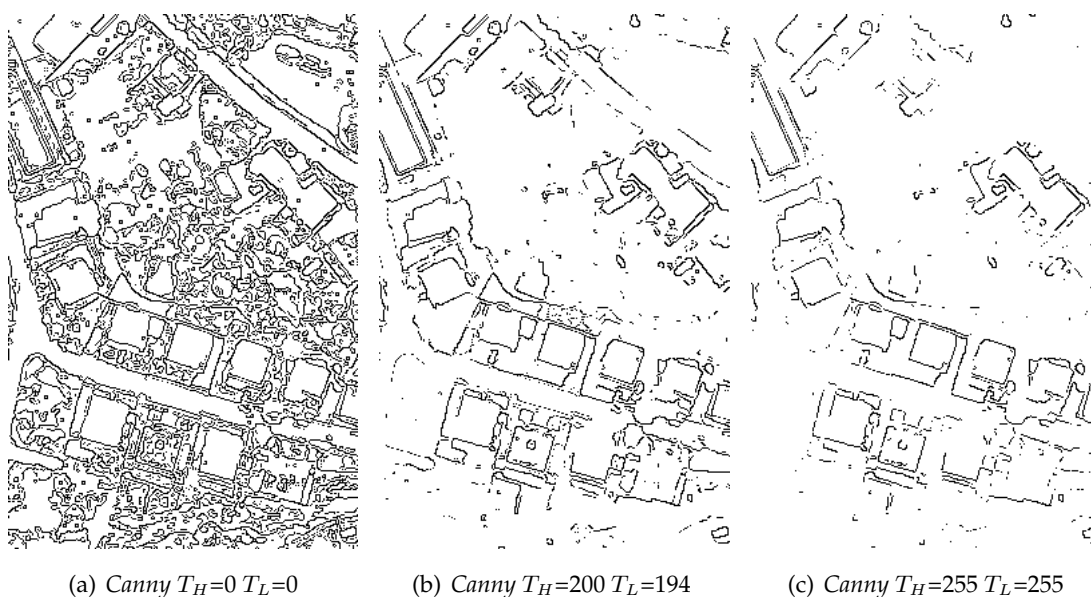 (a) Canny T_H=0 T_L=0
(b) Canny T_H=200 T_L=194
(c) Canny T_H=255 T_L=255